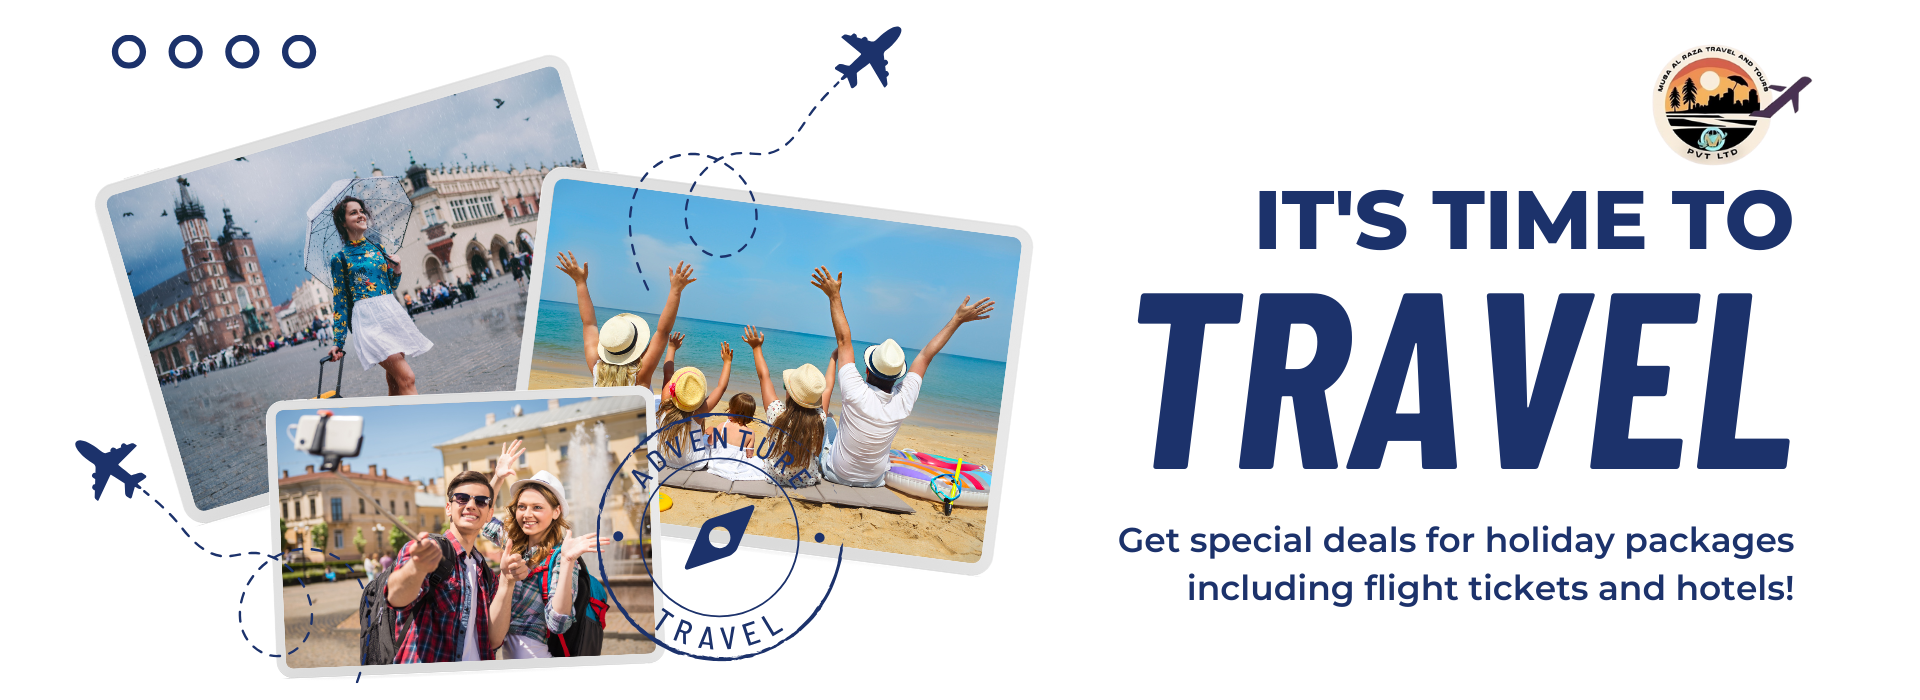 MUSA AL RAZA TRAVEL AND TOURS
PVT LTD
IT'S TIME TO
TRAVEL
Get special deals for holiday packages
including flight tickets and hotels!
ADVENTURE
TRAVEL